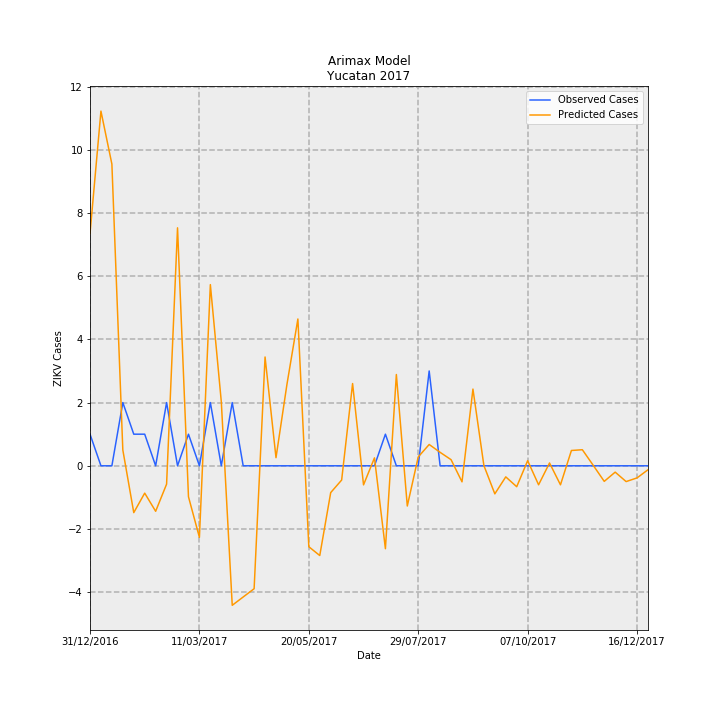 Arimax Model
Yucatan 2017
Observed Cases
Predicted Cases
12
10
8
6
4
2
0
−2
−4
ZIKV Cases
31/12/2016 11/03/2017 20/05/2017 29/07/2017 07/10/2017 16/12/2017
Date